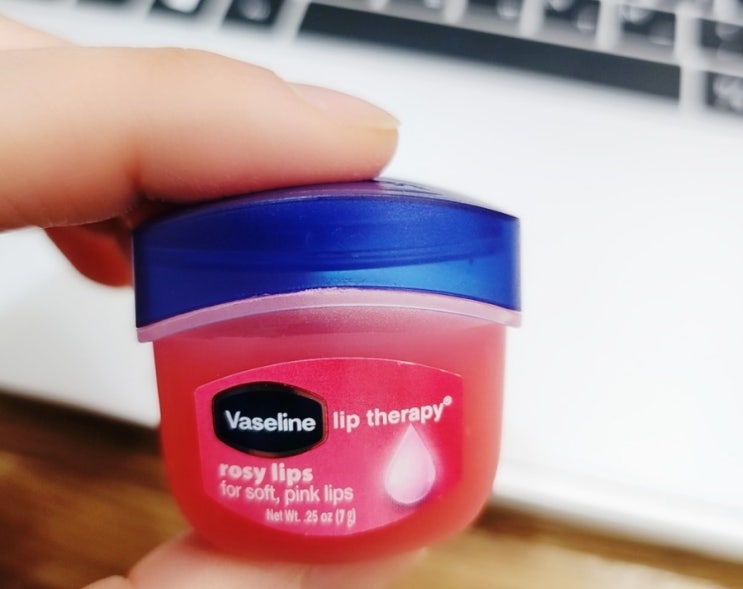 Vaseline lip therapy®
rosy lips
for soft, pink lips
Net Wt. .25 oz (7 g)